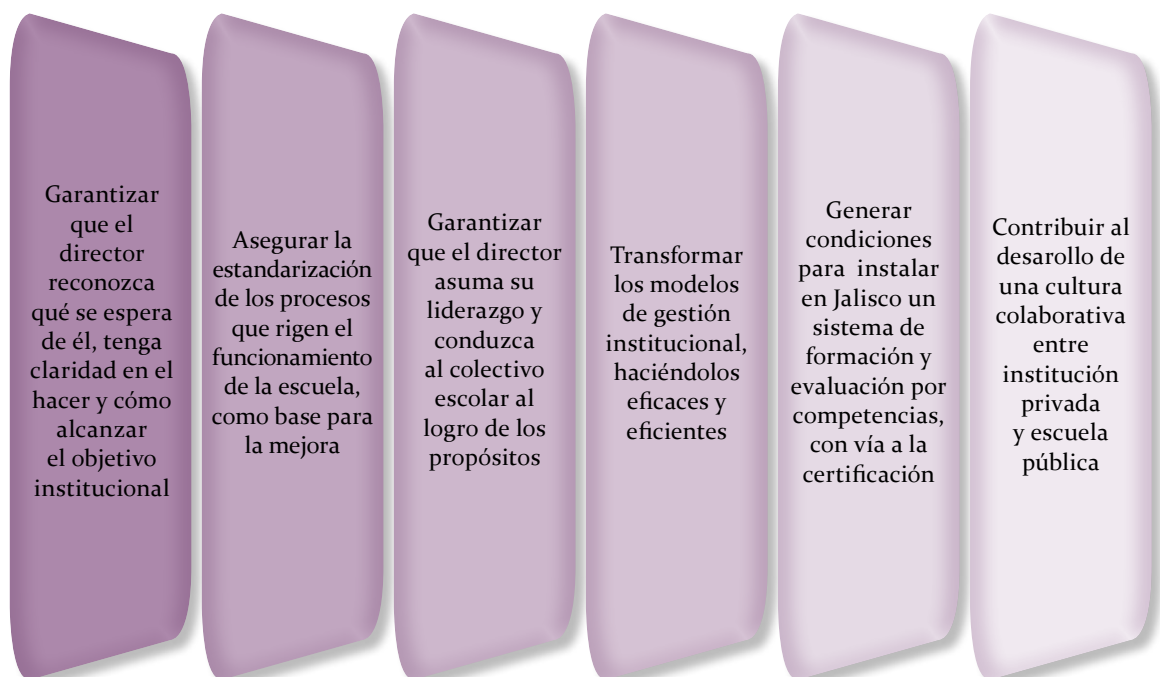 Garantizar
que el
director
reconozca
qué se espera
de él, tenga
claridad en el
hacer y cómo
alcanzar
el objetivo
institucional
Asegurar la
estandarización
de los procesos
que rigen el
funcionamiento
de la escuela,
como base para
la mejora
Garantizar
que el director
asuma su
liderazgo y
conduzca
al colectivo
escolar al
logro de los
propósitos
Transformar
los modelos
de gestión
institucional,
haciéndolos
eficaces y
eficientes
Generar
condiciones
para instalar
en Jalisco un
sistema de
formación y
evaluación por
competencias,
con vía a la
certificación
Contribuir al
desarollo de
una cultura
colaborativa
entre
institución
privada
y escuela
pública